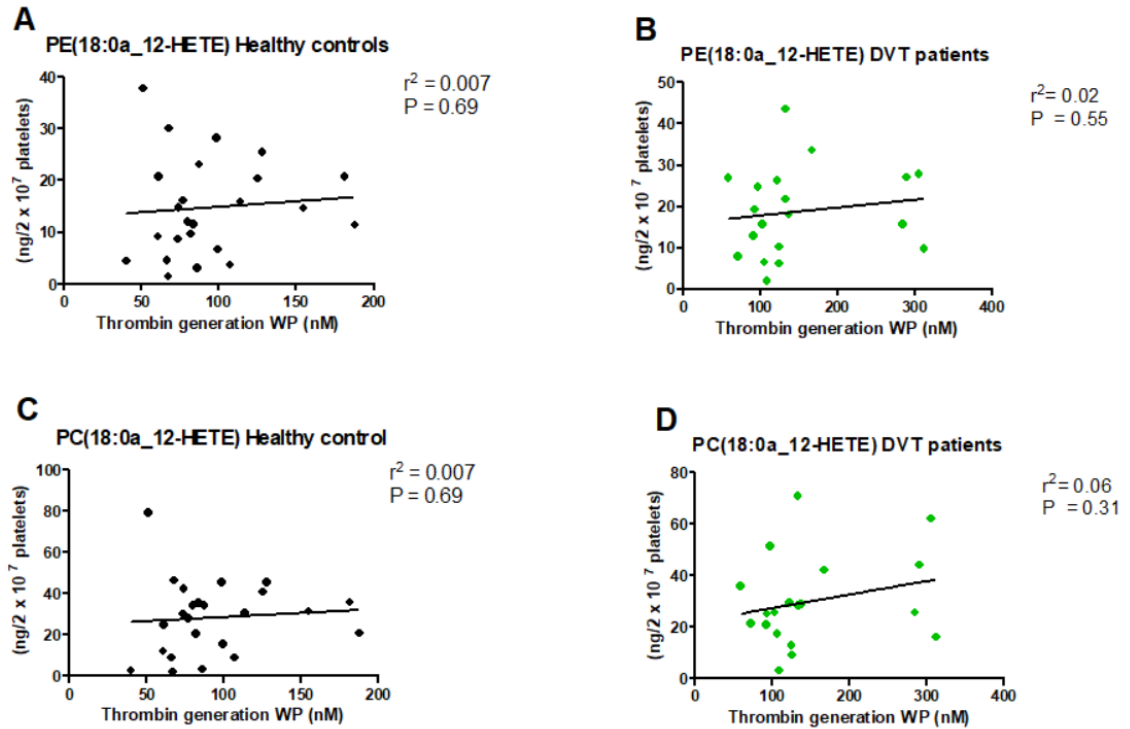 A
PE(18:0a_12-HETE) Healthy controls
r² = 0.007
P = 0.69
(ng/2 x 10⁷ platelets)
40
30
20
10
0
0 50 100 150 200
Thrombin generation WP (nM)
B
PE(18:0a_12-HETE) DVT patients
r²= 0.02
P = 0.55
(ng/2 x 10⁷ platelets)
50
40
30
20
10
0
0 100 200 300 400
Thrombin generation WP (nM)
C
PC(18:0a_12-HETE) Healthy control
r² = 0.007
P = 0.69
(ng/2 x 10⁷ platelets)
100
80
60
40
20
0
0 50 100 150 200
Thrombin generation WP (nM)
D
PC(18:0a_12-HETE) DVT patients
r²= 0.06
P = 0.31
(ng/2 x 10⁷ platelets)
80
60
40
20
0
0 100 200 300 400
Thrombin generation WP (nM)